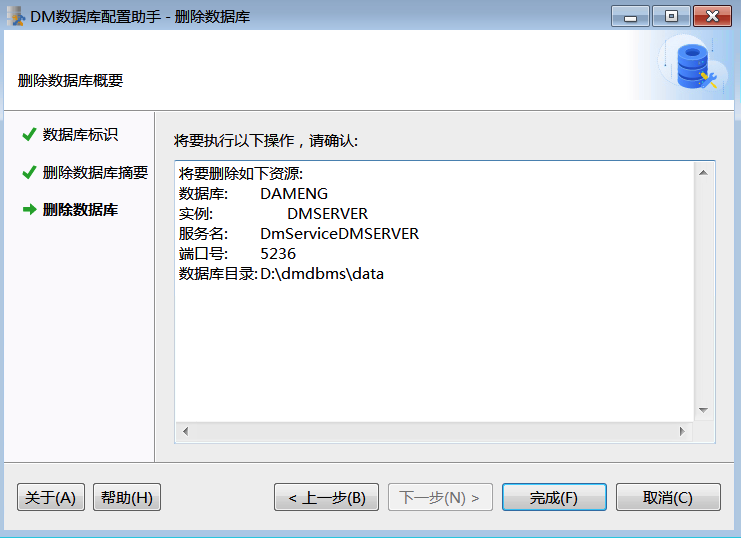 DM数据库配置助手 - 删除数据库
删除数据库概要
数据库标识
删除数据库摘要
删除数据库
将要执行以下操作，请确认:
将要删除如下资源:
数据库: DAMENG
实例: DMSERVER
服务名: DmServiceDMSERVER
端口号: 5236
数据库目录: D:\dmdbms\data
关于(A) 帮助(H) < 上一步(B) 下一步(N) > 完成(F) 取消(C)